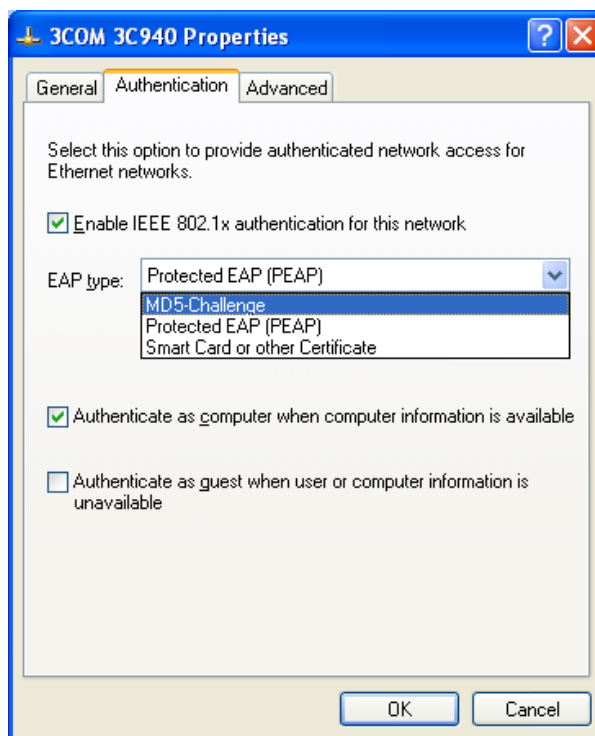 3COM 3C940 Properties
General Authentication Advanced
Select this option to provide authenticated network access for
Ethernet networks.
Enable IEEE 802.1x authentication for this network
EAP type: Protected EAP (PEAP)
MD5-Challenge
Protected EAP (PEAP)
Smart Card or other Certificate
Authenticate as computer when computer information is available
Authenticate as guest when user or computer information is
unavailable
OK Cancel